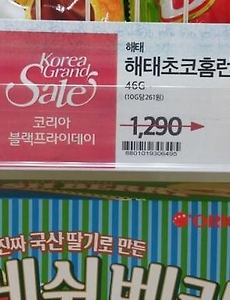 Korea
Grand
Sale
코리아
블랙프라이데이
해태
해태초코홈런
46G
(10G당261원)
1,290
8801019306495
ORI
진짜 국산 딸기로 만든